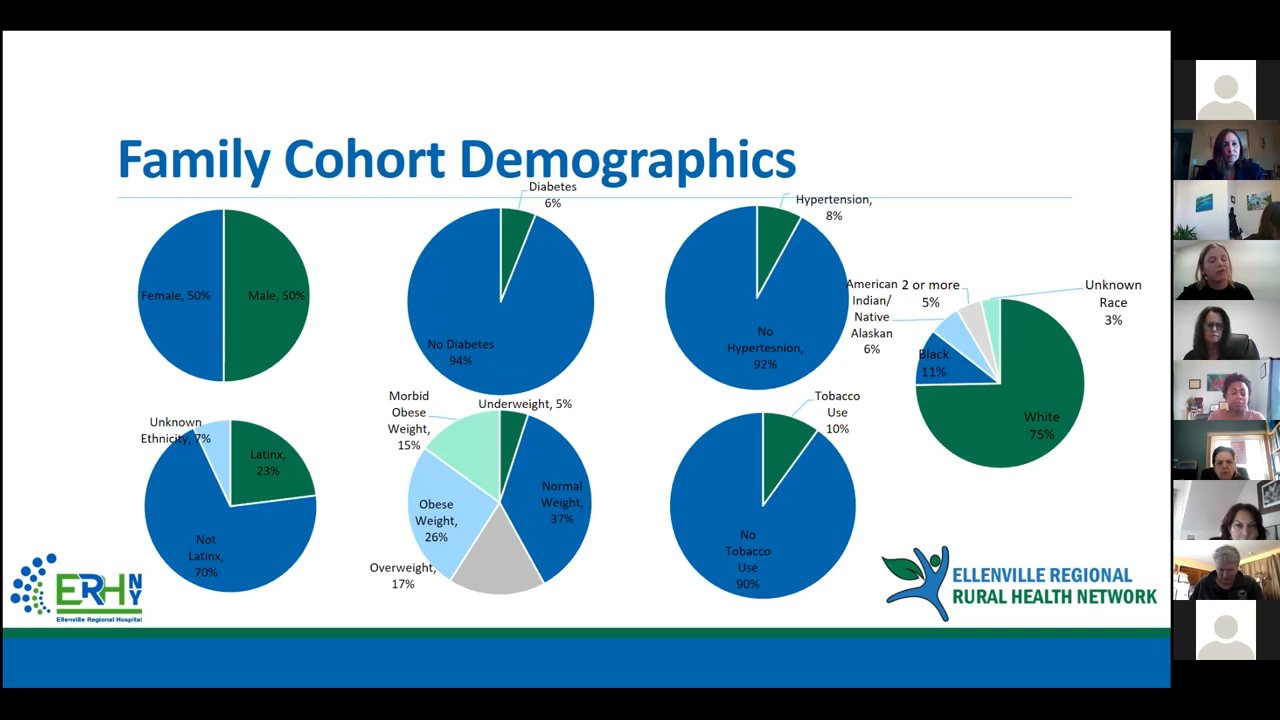 Family Cohort Demographics
Female, 50%
Male, 50%
Diabetes
6%
No Diabetes
94%
Hypertension,
8%
No
Hypertesnion,
92%
American
Indian/
Native
Alaskan
6%
2 or more
5%
Unknown
Race
3%
Black
11%
White
75%
Unknown
Ethnicity, 7%
Latinx,
23%
Not
Latinx,
70%
Morbid
Obese
Weight,
15%
Underweight, 5%
Normal
Weight,
37%
Obese
Weight,
26%
Overweight,
17%
Tobacco
Use
10%
No
Tobacco
Use
90%
ERHNY
Ellenville Regional Hospital
ELLENVILLE REGIONAL
RURAL HEALTH NETWORK